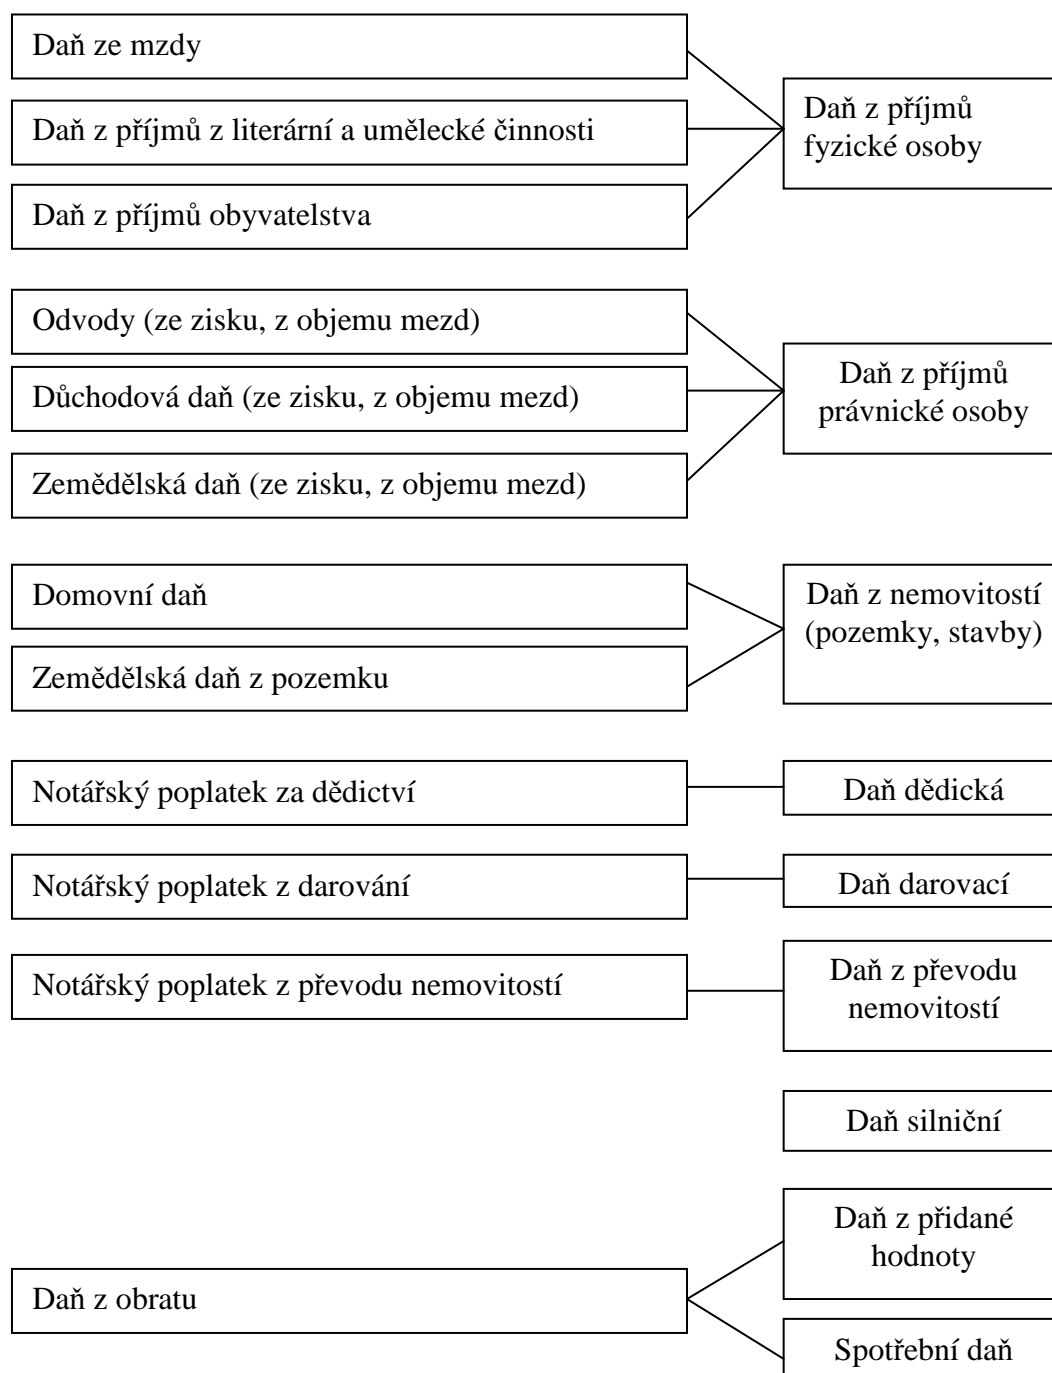 Daň ze mzdy
Daň z příjmů z literární a umělecké činnosti
Daň z příjmů obyvatelstva
Daň z příjmů
fyzické osoby
Odvody (ze zisku, z objemu mezd)
Důchodová daň (ze zisku, z objemu mezd)
Zemědělská daň (ze zisku, z objemu mezd)
Daň z příjmů
právnické osoby
Domovní daň
Zemědělská daň z pozemku
Daň z nemovitostí
(pozemky, stavby)
Notářský poplatek za dědictví
Daň dědická
Notářský poplatek z darování
Daň darovací
Notářský poplatek z převodu nemovitostí
Daň z převodu
nemovitostí
Daň silniční
Daň z obratu
Daň z přidané
hodnoty
Spotřební daň